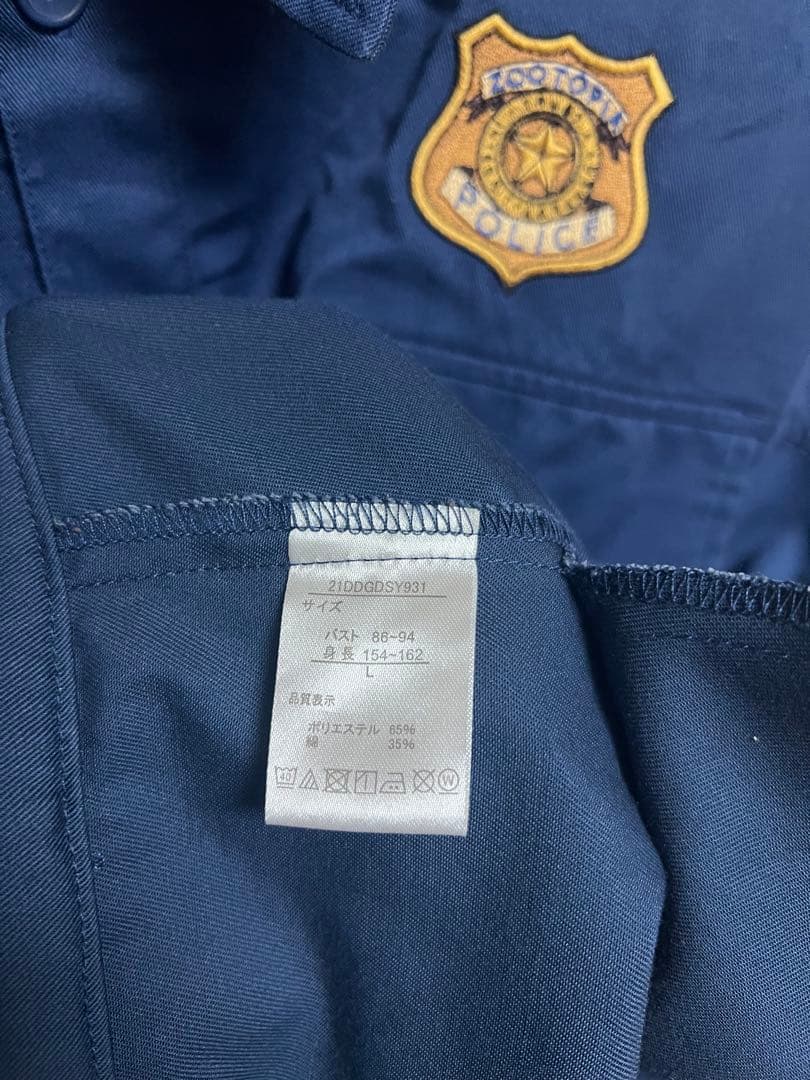 ZOOTOPIA
POLICE
21DDGDSY931
サイズ
バスト 86~94
身長 154~162
L
品質表示
ポリエステル 65%
綿 35%
40
W